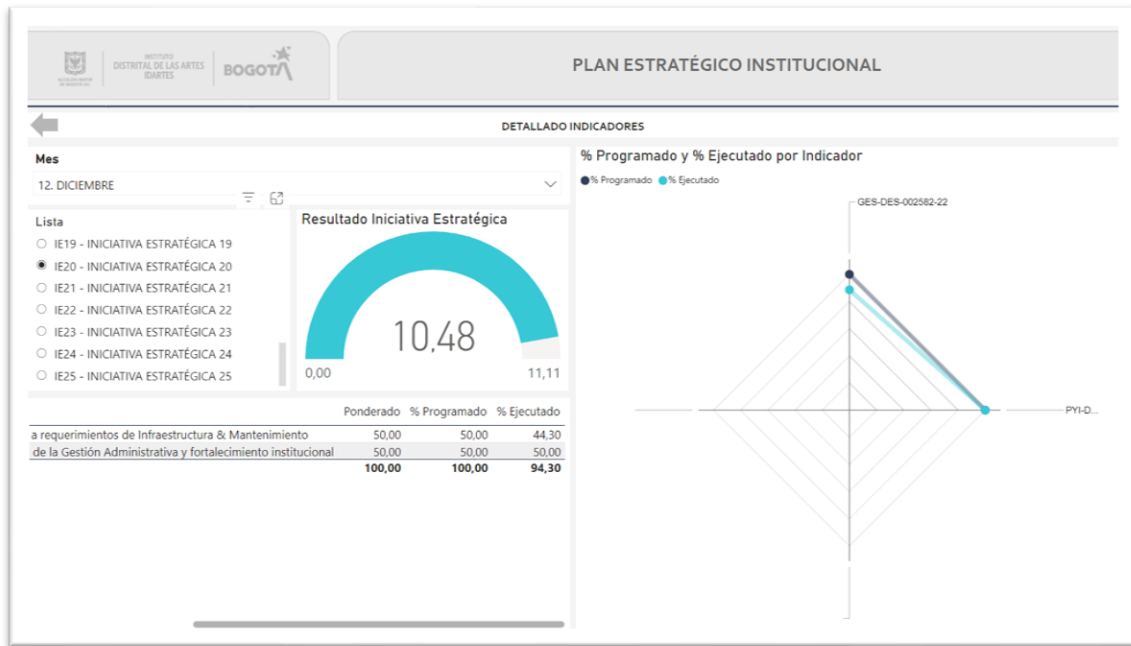 INSTITUTO
DISTRITAL DE LAS ARTES
IDARTES
BOGOTÁ
PLAN ESTRATÉGICO INSTITUCIONAL
DETALLADO INDICADORES
Mes
12. DICIEMBRE
Lista
IE19 - INICIATIVA ESTRATÉGICA 19
IE20 - INICIATIVA ESTRATÉGICA 20
IE21 - INICIATIVA ESTRATÉGICA 21
IE22 - INICIATIVA ESTRATÉGICA 22
IE23 - INICIATIVA ESTRATÉGICA 23
IE24 - INICIATIVA ESTRATÉGICA 24
IE25 - INICIATIVA ESTRATÉGICA 25
Resultado Iniciativa Estratégica
10,48
0,00 11,11
Ponderado % Programado % Ejecutado
a requerimientos de Infraestructura & Mantenimiento 50,00 50,00 44,30
de la Gestión Administrativa y fortalecimiento institucional 50,00 50,00 50,00
100,00 100,00 94,30
% Programado y % Ejecutado por Indicador
% Programado % Ejecutado
GES-DES-002582-22
PYI-D...